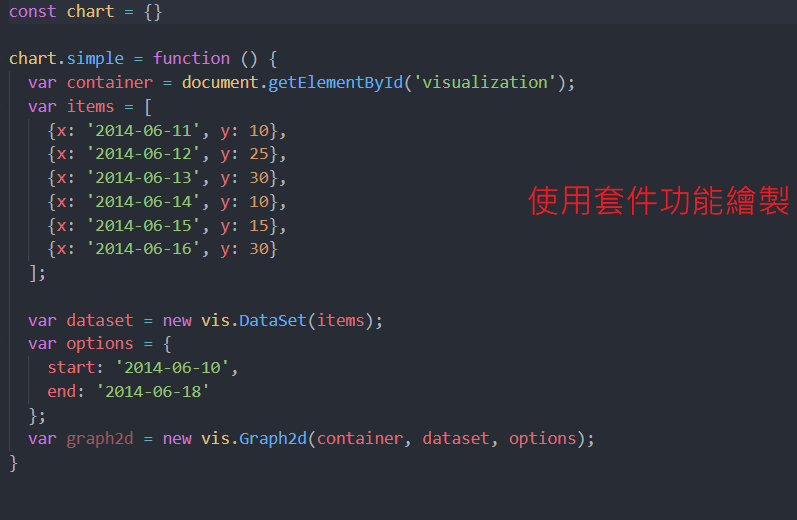 const chart = {}
chart.simple = function () {
var container = document.getElementById('visualization');
var items = [
{x: '2014-06-11', y: 10},
{x: '2014-06-12', y: 25},
{x: '2014-06-13', y: 30},
{x: '2014-06-14', y: 10},
{x: '2014-06-15', y: 15},
{x: '2014-06-16', y: 30}
];
使用套件功能繪製
var dataset = new vis.DataSet(items);
var options = {
start: '2014-06-10',
end: '2014-06-18'
};
var graph2d = new vis.Graph2d(container, dataset, options);
}